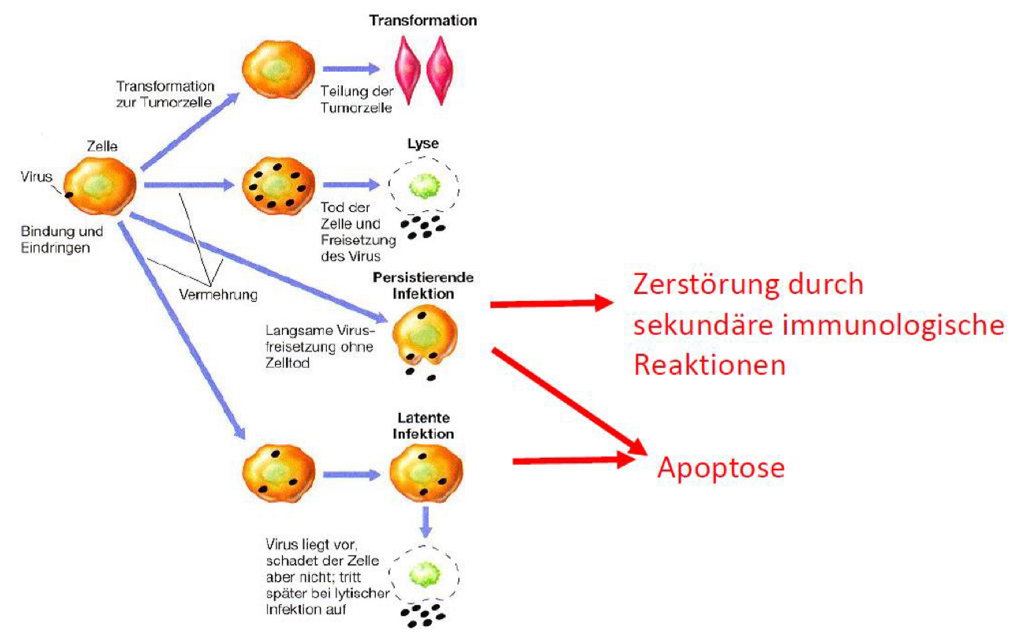 Transformation
Transformation
zur Tumorzelle
Teilung der
Tumorzelle
Zelle
Virus
Bindung und
Eindringen
Lyse
Tod der
Zelle und
Freisetzung
des Virus
Vermehrung
Persistierende
Infektion
Langsame Virus-
freisetzung ohne
Zelltod
Zerstörung durch
sekundäre immunologische
Reaktionen
Latente
Infektion
Apoptose
Virus liegt vor,
schadet der Zelle
aber nicht; tritt
später bei lytischer
Infektion auf